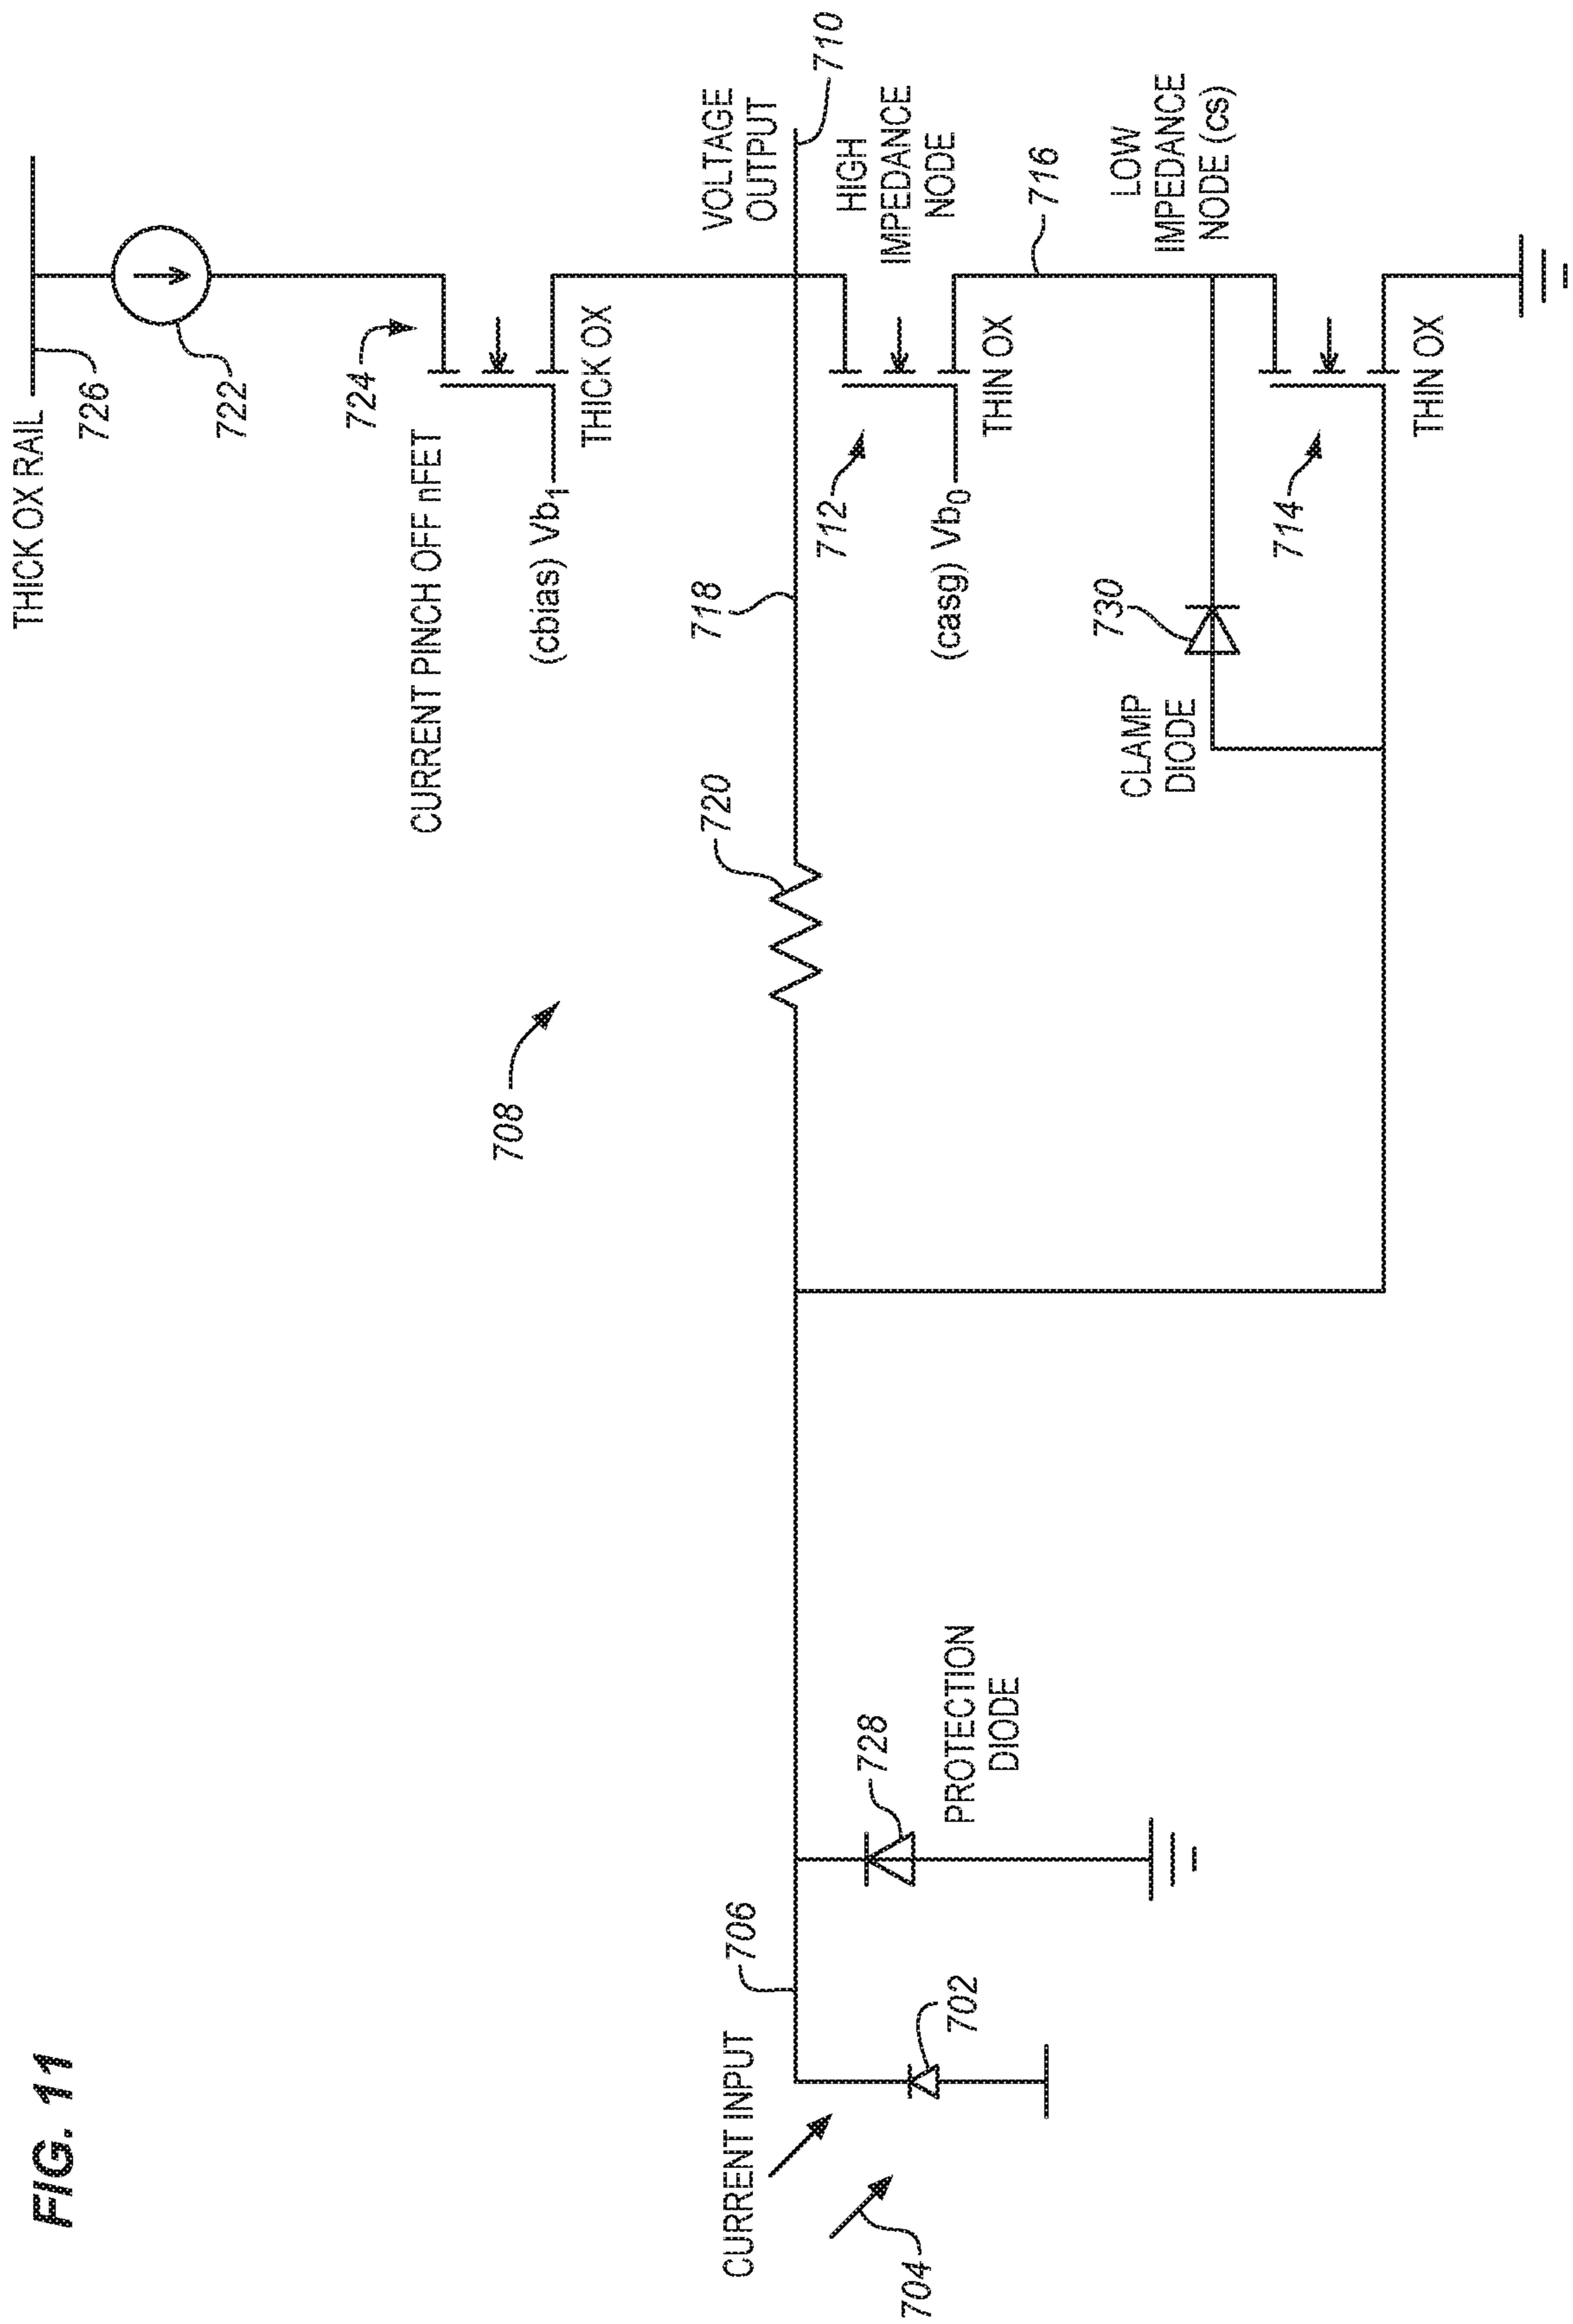 FIG. 11
THICK OX RAIL
726
722
724
CURRENT PINCH OFF nFET
(cbias) Vb1
THICK OX
708
720
718
VOLTAGE
OUTPUT
710
HIGH
IMPEDANCE
NODE
712
(casg) Vb0
THIN OX
716
LOW
IMPEDANCE
NODE (cs)
730
CLAMP
DIODE
714
THIN OX
CURRENT INPUT
706
704
702
728
PROTECTION
DIODE